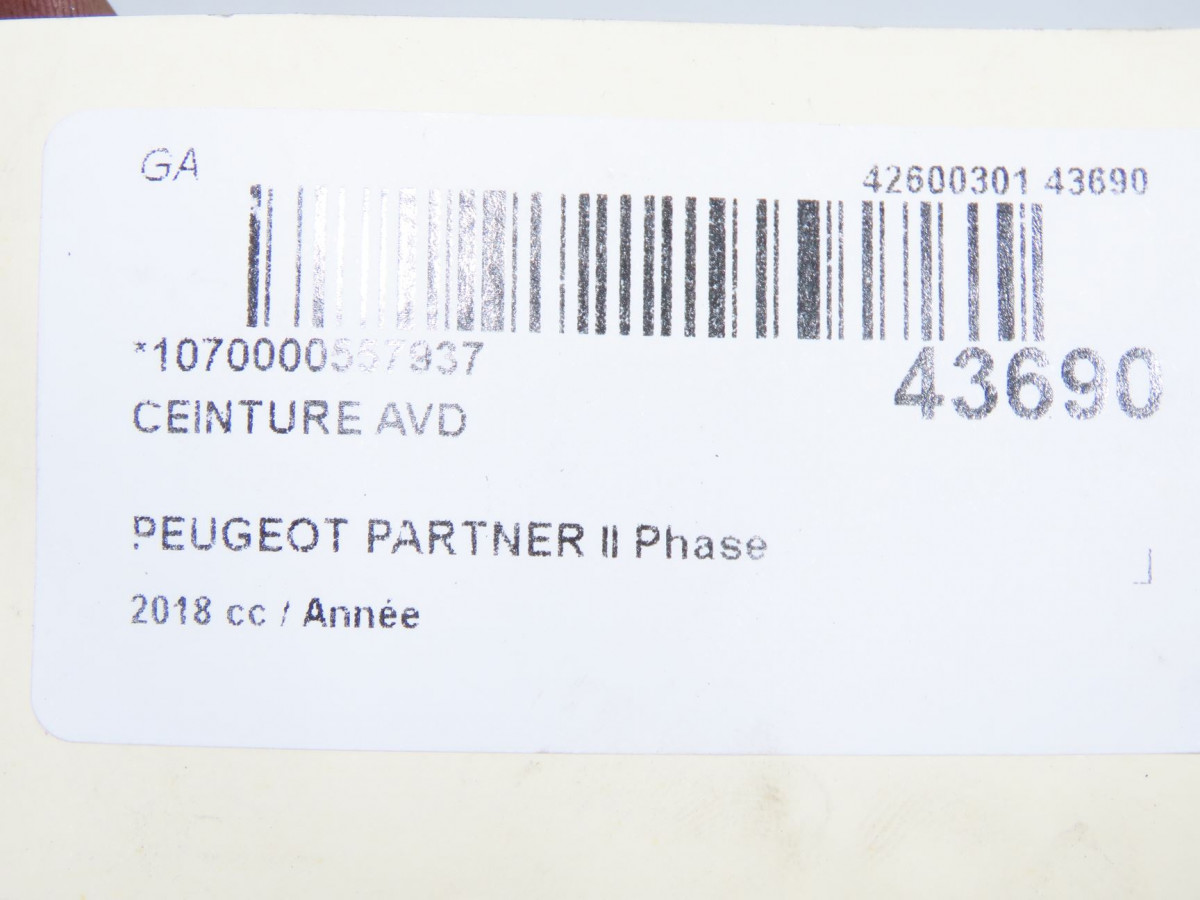 GA
42600301 43690
*1070000557937
43690
CEINTURE AVD
PEUGEOT PARTNER II Phase
2018 cc / Année